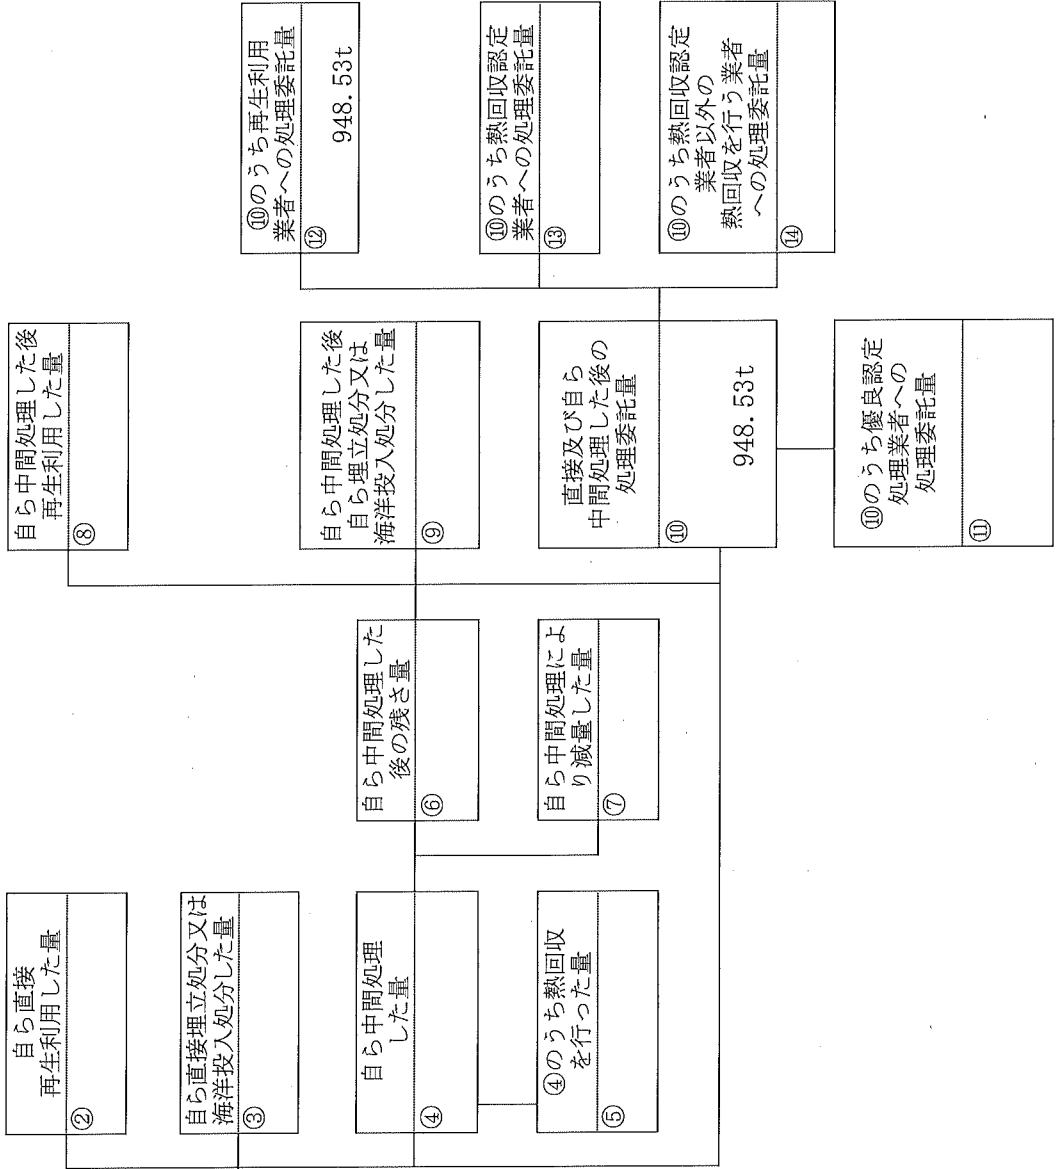 自ら直接
再生利用した量
②
自ら直接埋立処分又は
海洋投入処分した量
③
自ら中間処理
した量
④
④のうち熱回収
を行った量
⑤
自ら中間処理した
後の残さ量
⑥
自ら中間処理によ
り減量した量
⑦
自ら中間処理した後
再生利用した量
⑧
自ら中間処理した後
自ら埋立処分又は
海洋投入処分した量
⑨
直接及び自ら
中間処理した後の
処理委託量
⑩
948.53t
⑩のうち優良認定
処理業者への
処理委託量
⑪
⑩のうち再生利用
業者への処理委託量
⑫
948.53t
⑩のうち熱回収認定
業者への処理委託量
⑬
⑩のうち熱回収認定
業者以外の
熱回収を行う業者
への処理委託量
⑭